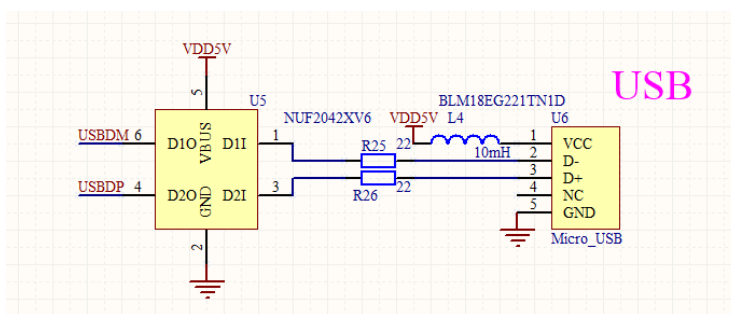 VDD5V
USB
U5
BLM18EG221TN1D
NUF2042XV6
VDD5V
L4
U6
5
USBDM 6
D1O
VBUS
D1I
1
R25
22
10mH
1
VCC
2
D-
USBDP 4
D2O
GND
D2I
3
R26
22
3
D+
4
NC
5
GND
2
Micro_USB